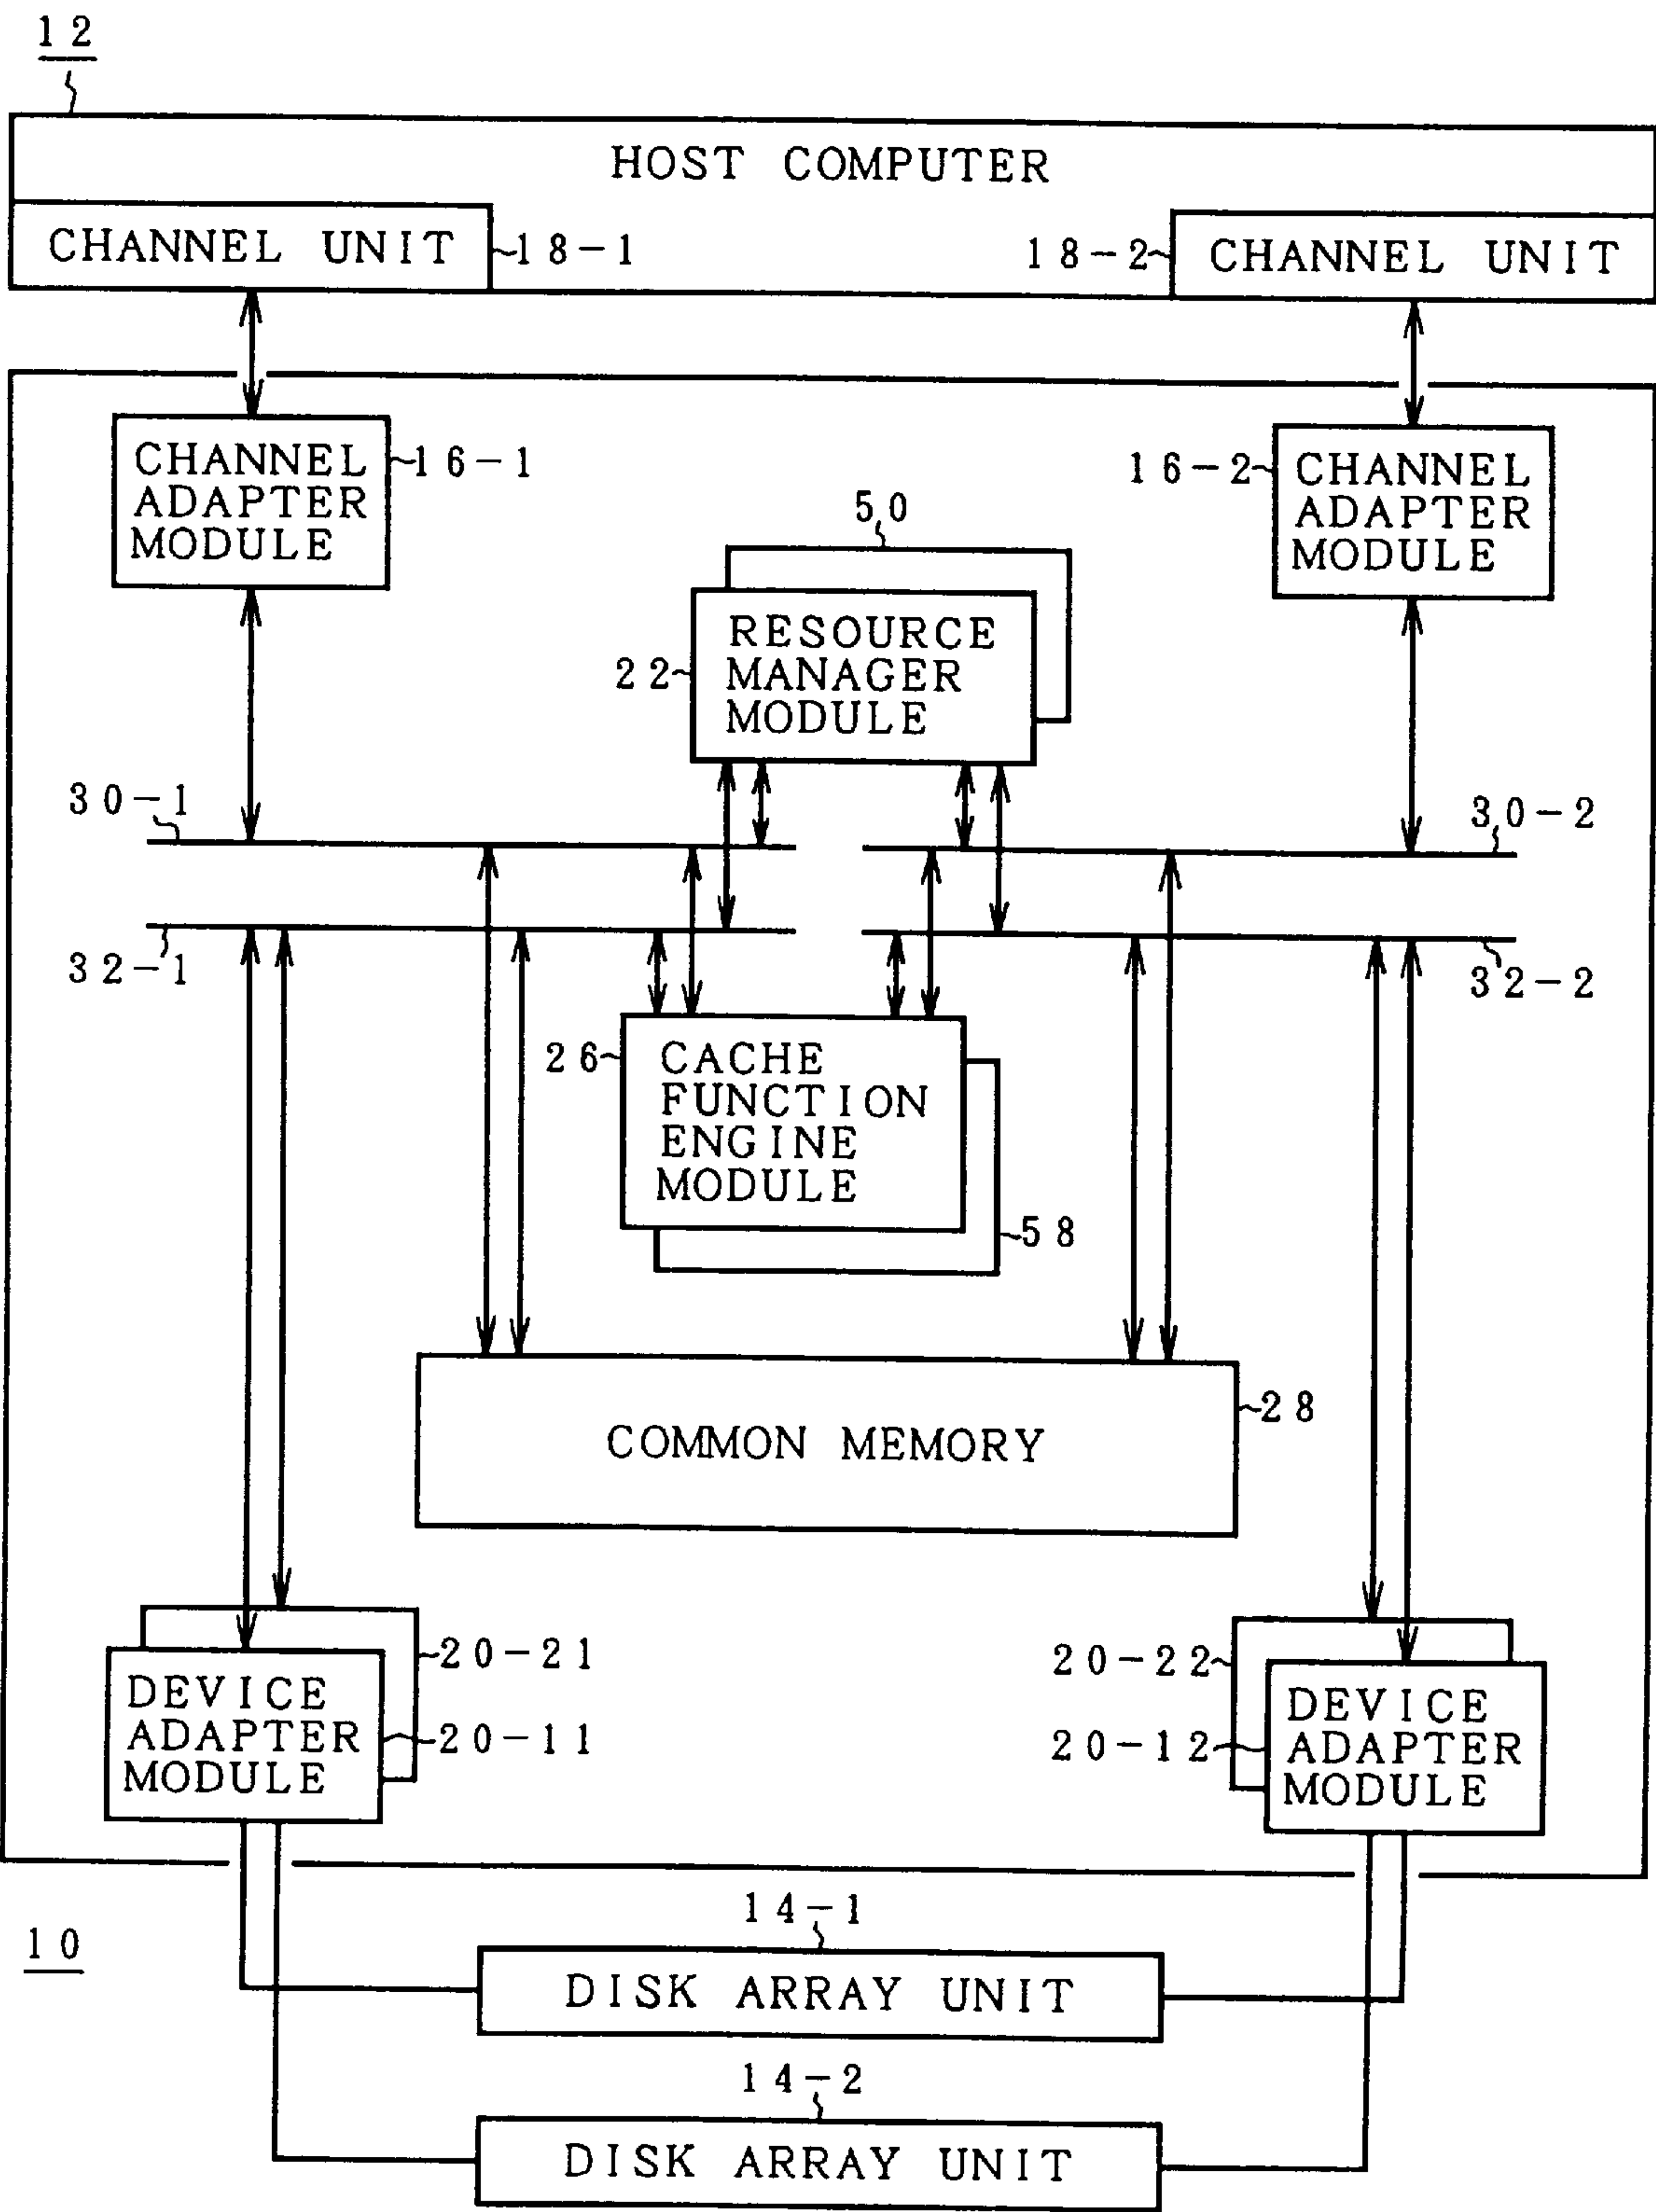 12
HOST COMPUTER
CHANNEL UNIT
18-1
18-2
CHANNEL UNIT
CHANNEL
ADAPTER
MODULE
16-1
16-2
CHANNEL
ADAPTER
MODULE
50
RESOURCE
MANAGER
MODULE
22
30-1
30-2
32-1
32-2
26
CACHE
FUNCTION
ENGINE
MODULE
58
28
COMMON MEMORY
20-21
DEVICE
ADAPTER
MODULE
20-11
20-22
20-12
DEVICE
ADAPTER
MODULE
10
14-1
DISK ARRAY UNIT
14-2
DISK ARRAY UNIT